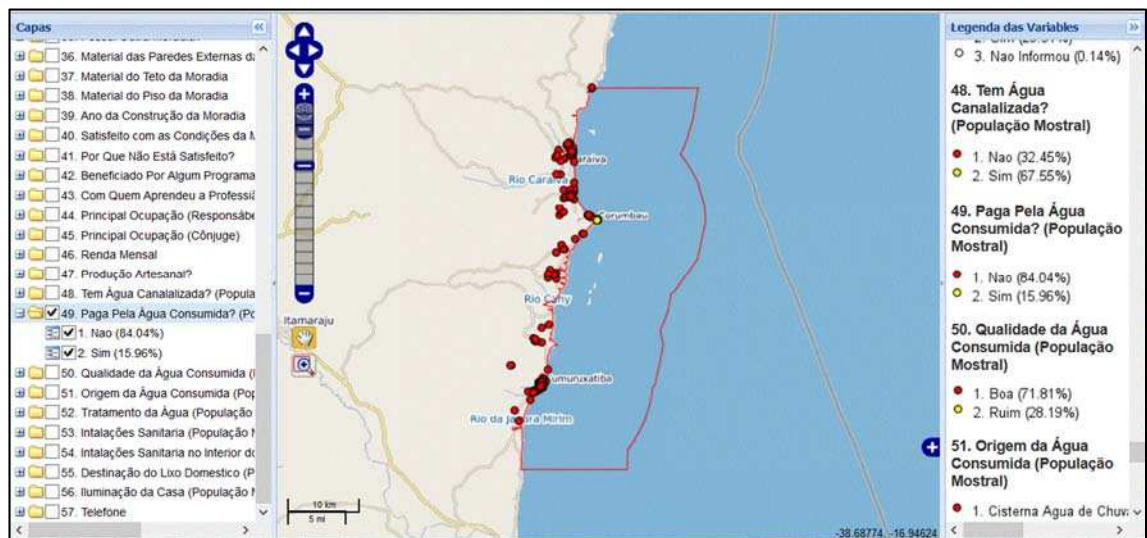 Capas
36. Material das Paredes Externas da
37. Material do Teto da Moradia
38. Material do Piso da Moradia
39. Ano da Construção da Moradia
40. Satisfeito com as Condições da M
41. Por Que Não Está Satisfeito?
42. Beneficiado Por Algum Programa
43. Com Quem Aprendeu a Professiã
44. Principal Ocupação (Responsábe
45. Principal Ocupação (Cônjuge)
46. Renda Mensal
47. Produção Artesanal?
48. Tem Água Canalalizada? (Popula
49. Paga Pela Água Consumida? (Po
1. Nao (84.04%)
2. Sim (15.96%)
50. Qualidade da Água Consumida (
51. Origem da Água Consumida (Pop
52. Tratamento da Água (População
53. Intalações Sanitaria (População M
54. Intalações Sanitaria no Interior do
55. Destinação do Lixo Domestico (P
56. Iluminação da Casa (População M
57. Telefone
araiva
Rio Caraiva
Corumbau
Rio Cahy
Itamaraju
umuruxatiba
Rio da Ja ara Mirim
10 km
5 mi
-38.68774, -16.94624
Legenda das Variables
3. Nao Informou (0.14%)
48. Tem Água
Canalalizada?
(População Mostral)
1. Nao (32.45%)
2. Sim (67.55%)
49. Paga Pela Água
Consumida? (População
Mostral)
1. Nao (84.04%)
2. Sim (15.96%)
50. Qualidade da Água
Consumida (População
Mostral)
1. Boa (71.81%)
2. Ruim (28.19%)
51. Origem da Água
Consumida (População
Mostral)
1. Cisterna Agua de Chuv